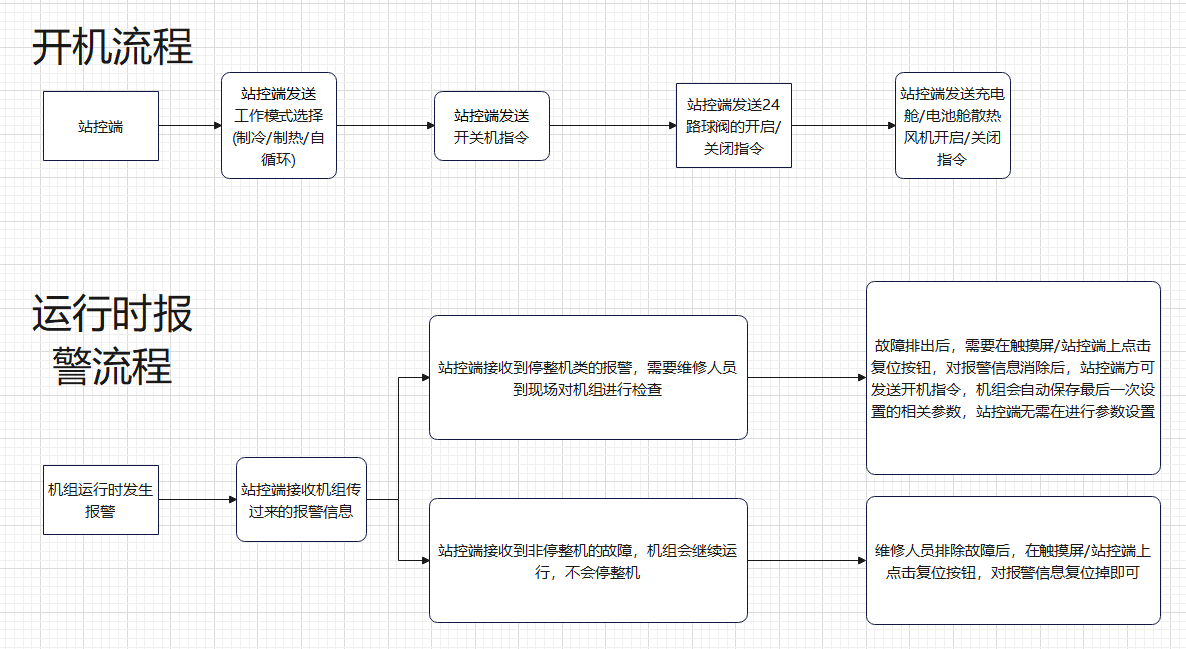 开机流程
站控端
站控端发送
工作模式选择
(制冷/制热/自
循环)
站控端发送
开关机指令
站控端发送24
路球阀的开启/
关闭指令
站控端发送充电
舱/电池舱散热
风机开启/关闭
指令
运行时报
警流程
机组运行时发生
报警
站控端接收机组传
过来的报警信息
站控端接收到停整机类的报警，需要维修人员
到现场对机组进行检查
故障排出后，需要在触摸屏/站控端上点击
复位按钮，对报警信息消除后，站控端方可
发送开机指令，机组会自动保存最后一次设
置的相关参数，站控端无需在进行参数设置
站控端接收到非停整机的故障，机组会继续运
行，不会停整机
维修人员排除故障后，在触摸屏/站控端上
点击复位按钮，对报警信息复位掉即可